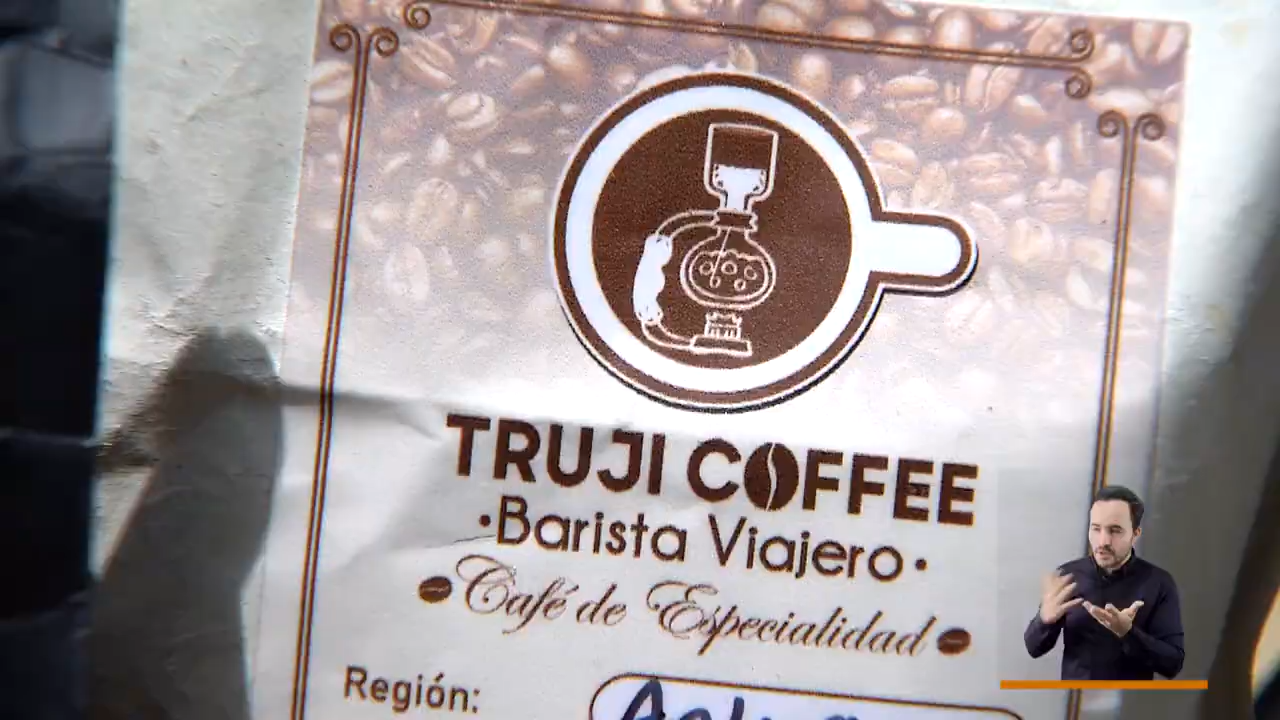 TRUJI COFFEE
·Barista Viajero·
Café de Especialidad
Región: